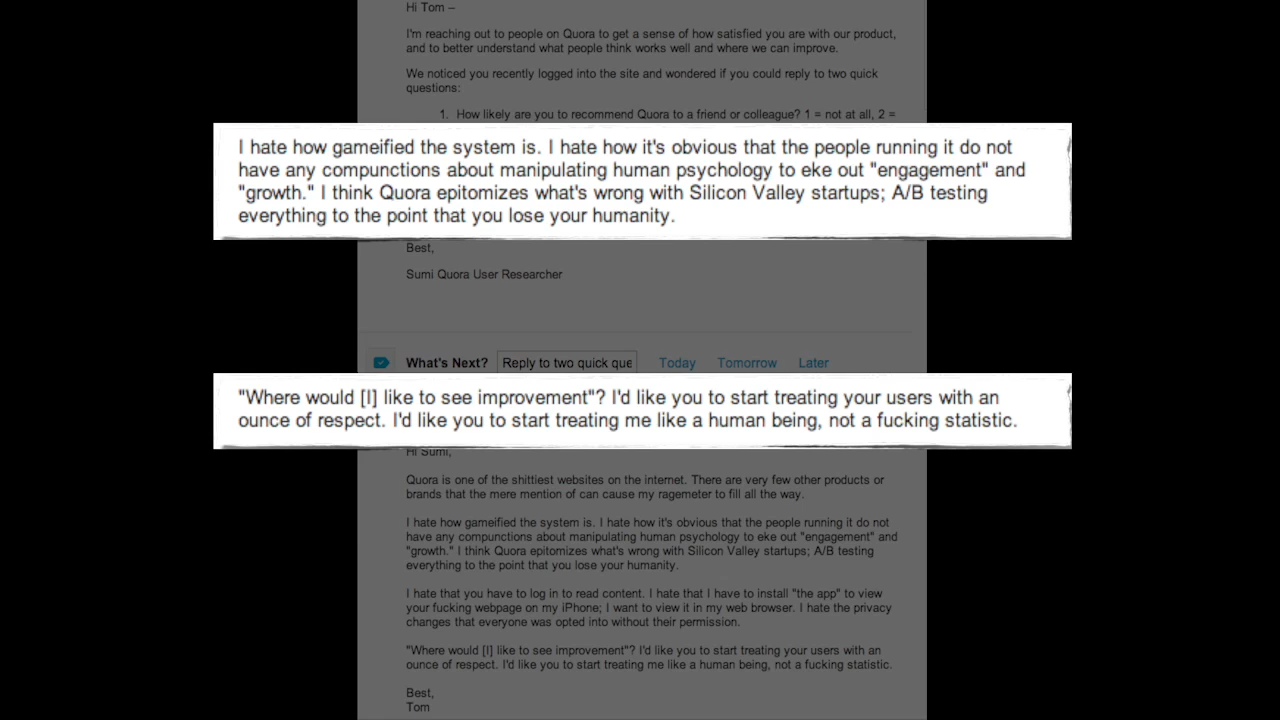 Hi Tom –
I'm reaching out to people on Quora to get a sense of how satisfied you are with our product,
and to better understand what people think works well and where we can improve.
We noticed you recently logged into the site and wondered if you could reply to two quick
questions:
1. How likely are you to recommend Quora to a friend or colleague? 1 = not at all, 2 =
I hate how gameified the system is. I hate how it's obvious that the people running it do not
have any compunctions about manipulating human psychology to eke out "engagement" and
"growth." I think Quora epitomizes what's wrong with Silicon Valley startups; A/B testing
everything to the point that you lose your humanity.
Best,
Sumi Quora User Researcher
What's Next? Reply to two quick que Today Tomorrow Later
"Where would [I] like to see improvement"? I'd like you to start treating your users with an
ounce of respect. I'd like you to start treating me like a human being, not a fucking statistic.
Hi Sumi,
Quora is one of the shittiest websites on the internet. There are very few other products or
brands that the mere mention of can cause my ragemeter to fill all the way.
I hate how gameified the system is. I hate how it's obvious that the people running it do not
have any compunctions about manipulating human psychology to eke out "engagement" and
"growth." I think Quora epitomizes what's wrong with Silicon Valley startups; A/B testing
everything to the point that you lose your humanity.
I hate that you have to log in to read content. I hate that I have to install "the app" to view
your fucking webpage on my iPhone; I want to view it in my web browser. I hate the privacy
changes that everyone was opted into without their permission.
"Where would [I] like to see improvement"? I'd like you to start treating your users with an
ounce of respect. I'd like you to start treating me like a human being, not a fucking statistic.
Best,
Tom